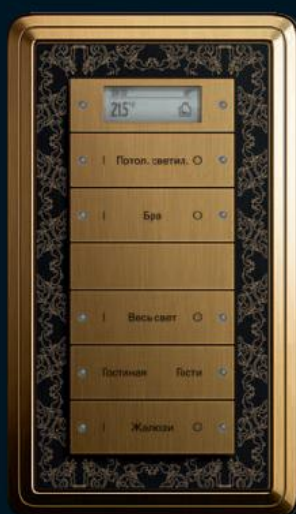 21.5°
I Потол. светил. O
I Бра O
I Весь свет O
Гостиная Гости
I Жалюзи O